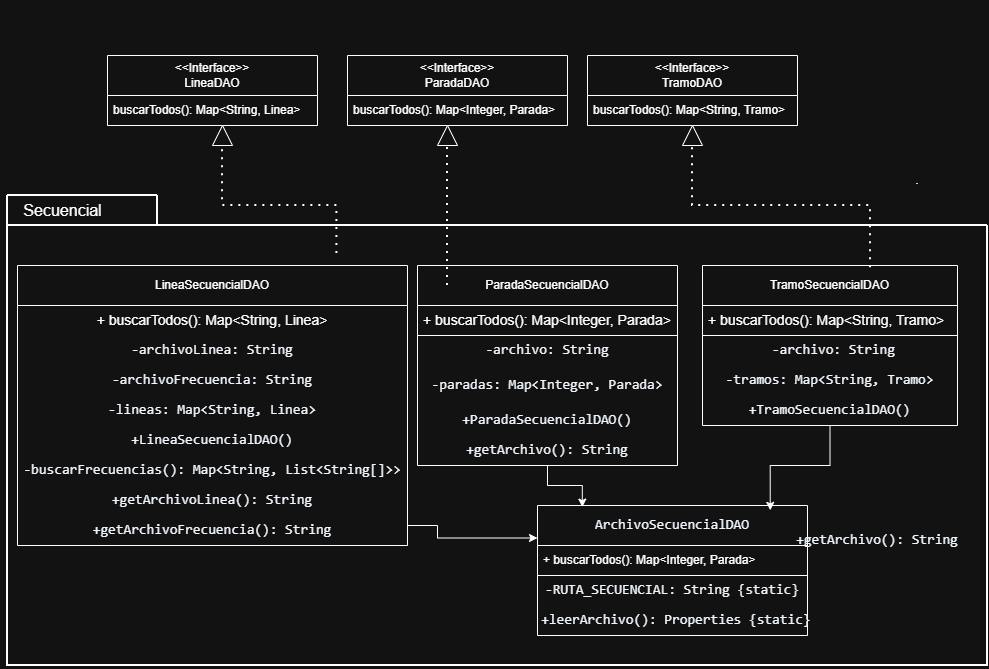 <<Interface>>
LineaDAO
buscarTodos(): Map<String, Linea>
<<Interface>>
ParadaDAO
buscarTodos(): Map<Integer, Parada>
<<Interface>>
TramoDAO
buscarTodos(): Map<String, Tramo>
Secuencial
LineaSecuencialDAO
+ buscarTodos(): Map<String, Linea>
-archivoLinea: String
-archivoFrecuencia: String
-lineas: Map<String, Linea>
+LineaSecuencialDAO()
-buscarFrecuencias(): Map<String, List<String[]>>
+getArchivoLinea(): String
+getArchivoFrecuencia(): String
ParadaSecuencialDAO
+ buscarTodos(): Map<Integer, Parada>
-archivo: String
-paradas: Map<Integer, Parada>
+ParadaSecuencialDAO()
+getArchivo(): String
TramoSecuencialDAO
+ buscarTodos(): Map<String, Tramo>
-archivo: String
-tramos: Map<String, Tramo>
+TramoSecuencialDAO()
ArchivoSecuencialDAO
+getArchivo(): String
+ buscarTodos(): Map<Integer, Parada>
-RUTA_SECUENCIAL: String {static}
+leerArchivo(): Properties {static}